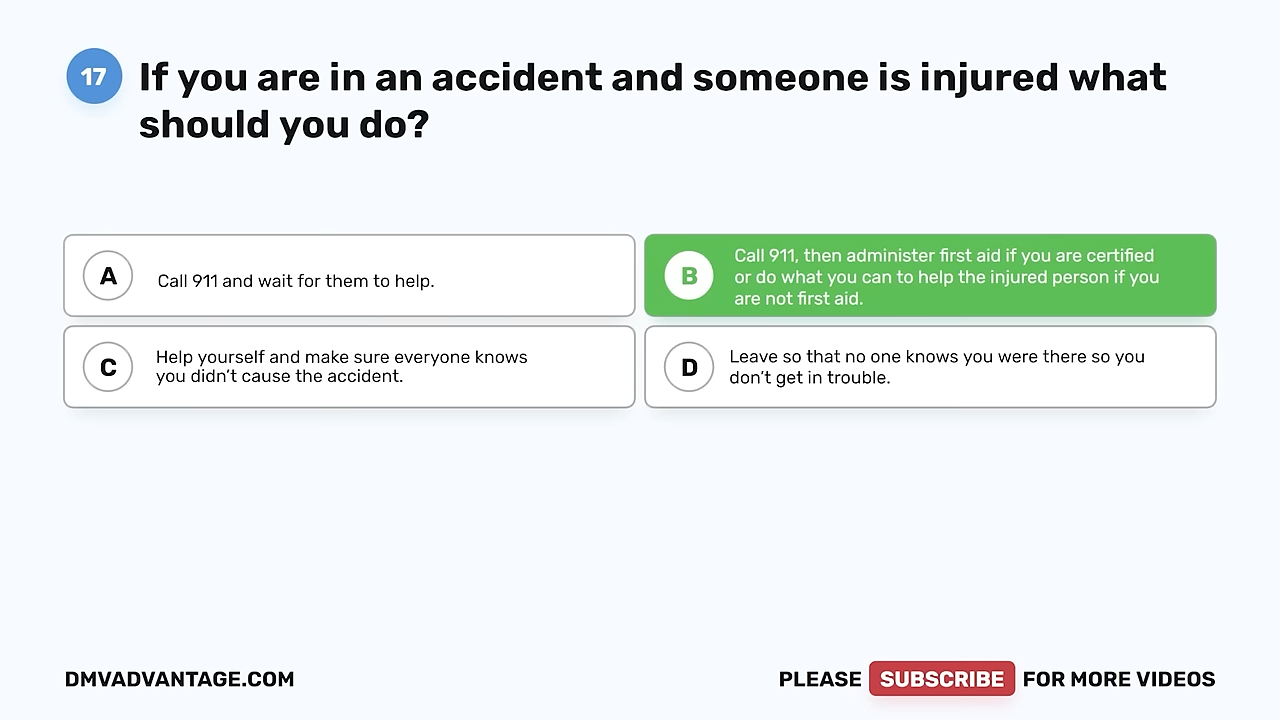 17
If you are in an accident and someone is injured what
should you do?
A
Call 911 and wait for them to help.
B
Call 911, then administer first aid if you are certified
or do what you can to help the injured person if you
are not first aid.
C
Help yourself and make sure everyone knows
you didn’t cause the accident.
D
Leave so that no one knows you were there so you
don’t get in trouble.
DMVADVANTAGE.COM
PLEASE SUBSCRIBE FOR MORE VIDEOS